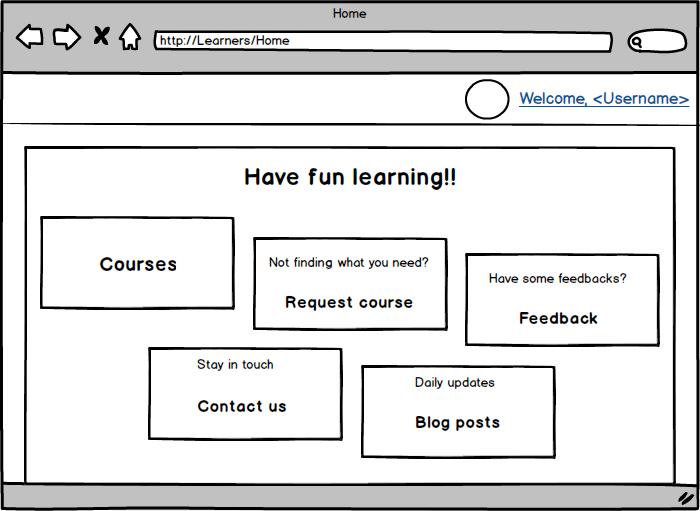 Home
http://Learners/Home
Welcome, <Username>
Have fun learning!!
Courses
Not finding what you need?
Request course
Have some feedbacks?
Feedback
Stay in touch
Contact us
Daily updates
Blog posts